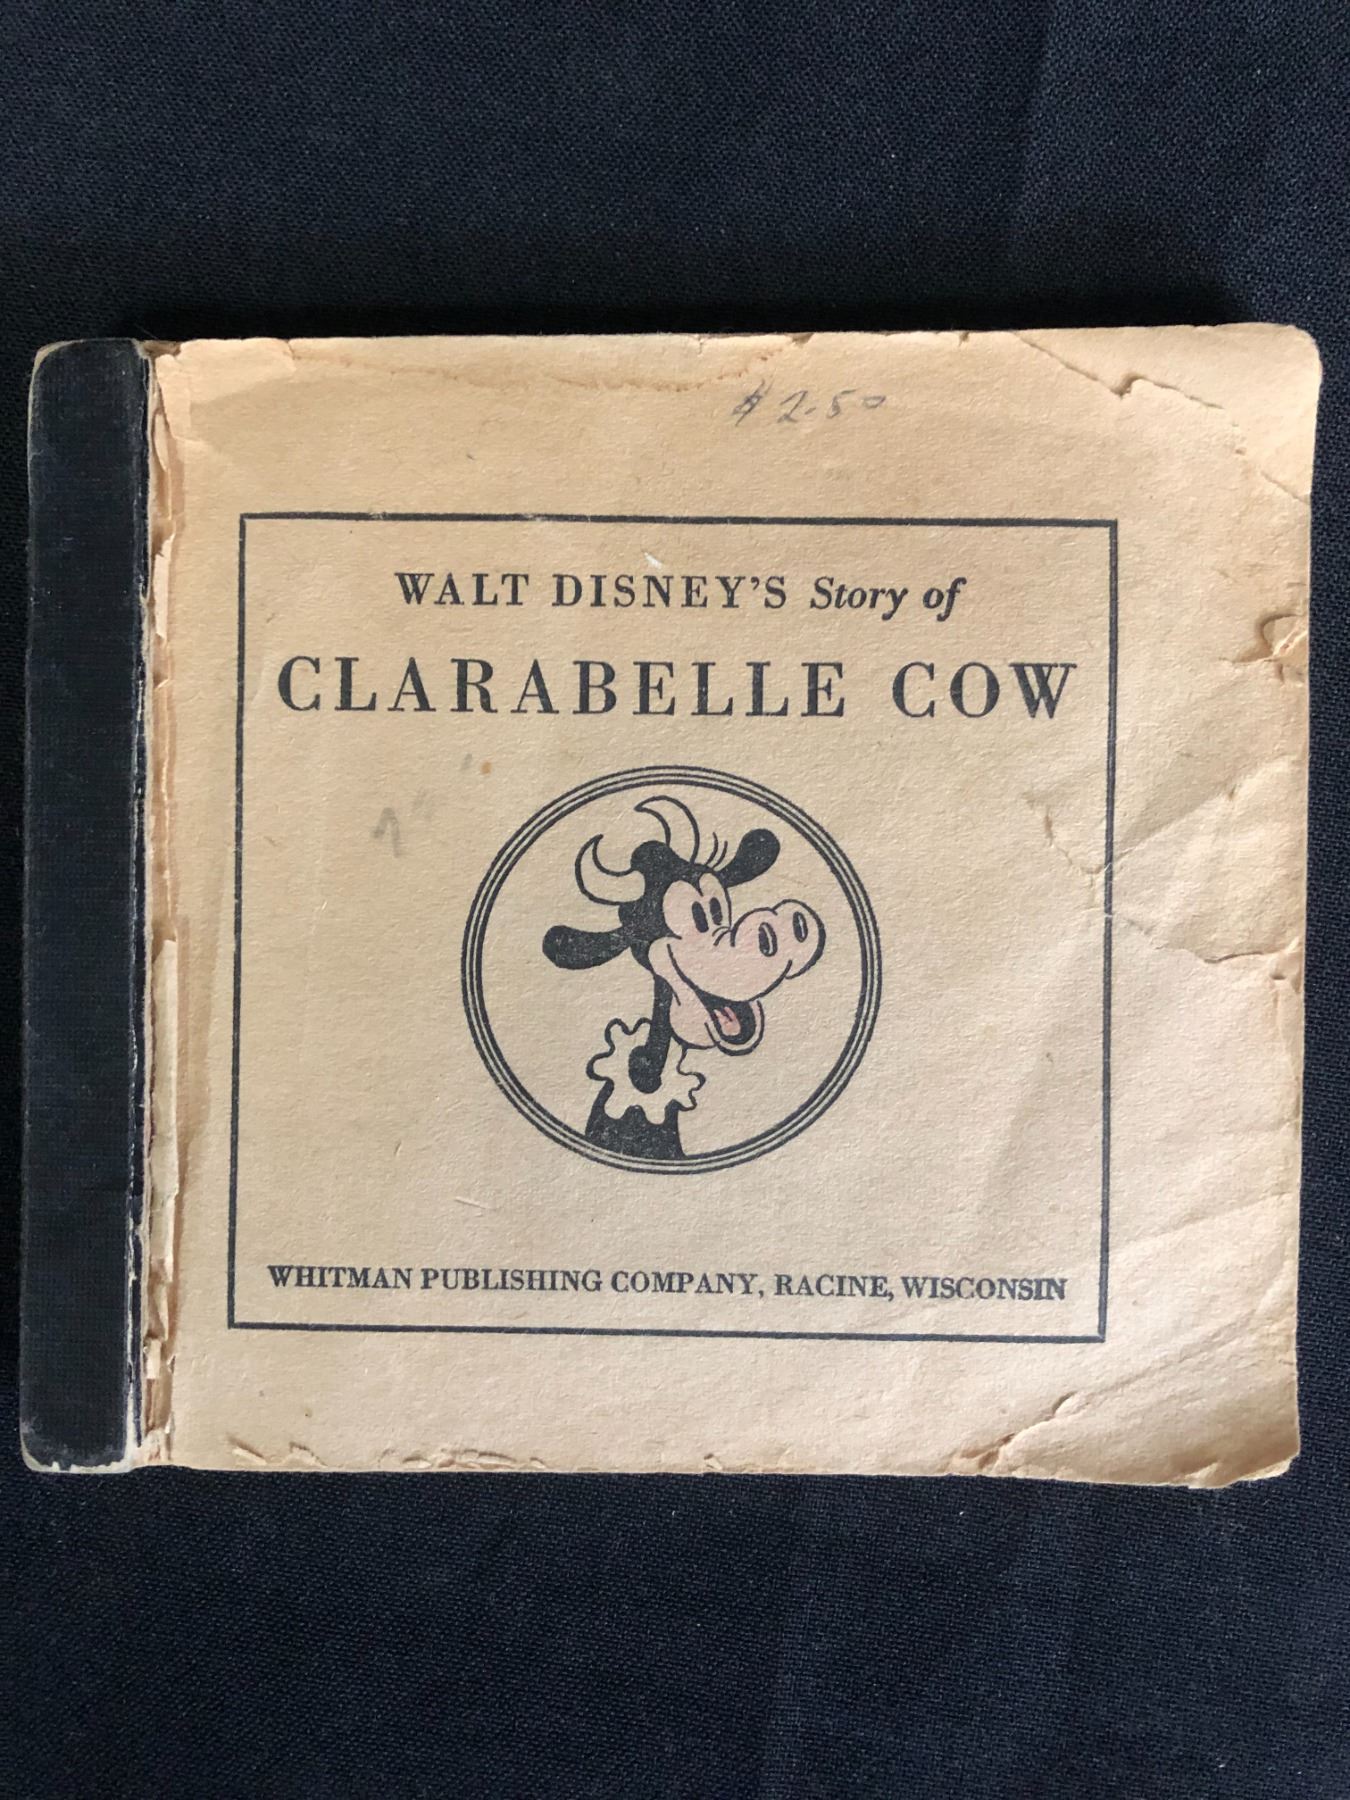 $2.50
WALT DISNEY'S Story of
CLARABELLE COW
WHITMAN PUBLISHING COMPANY, RACINE, WISCONSIN